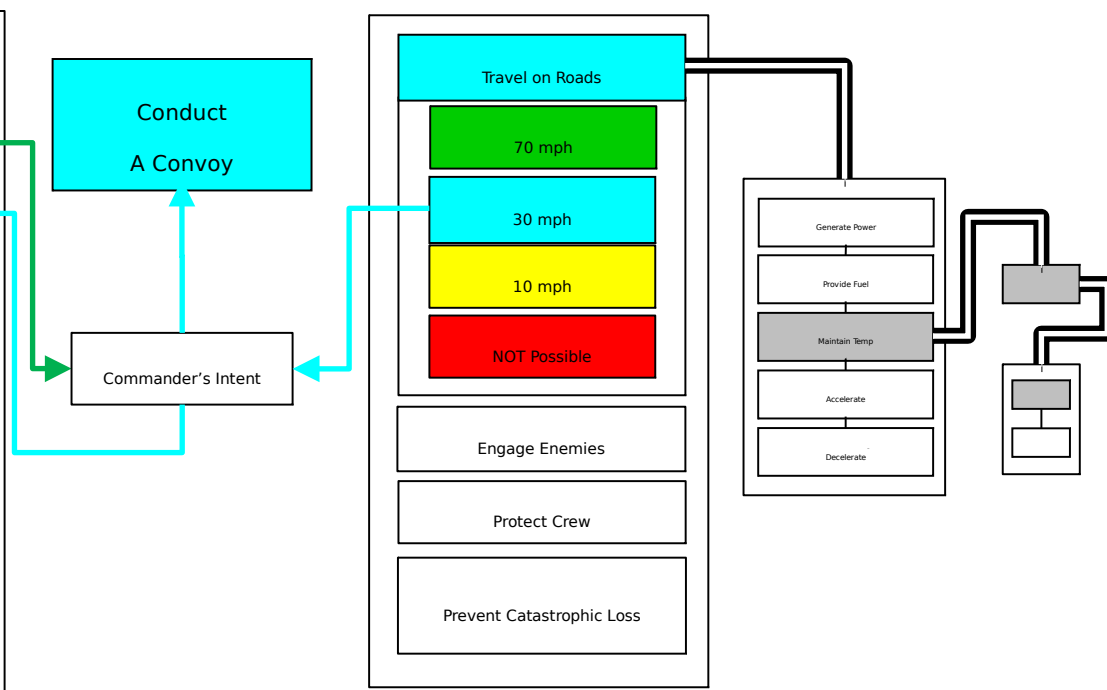 Conduct
A Convoy
Commander’s Intent
Travel on Roads
70 mph
30 mph
10 mph
NOT Possible
Engage Enemies
Protect Crew
Prevent Catastrophic Loss
Generate Power
Provide Fuel
Maintain Temp
Accelerate
Decelerate